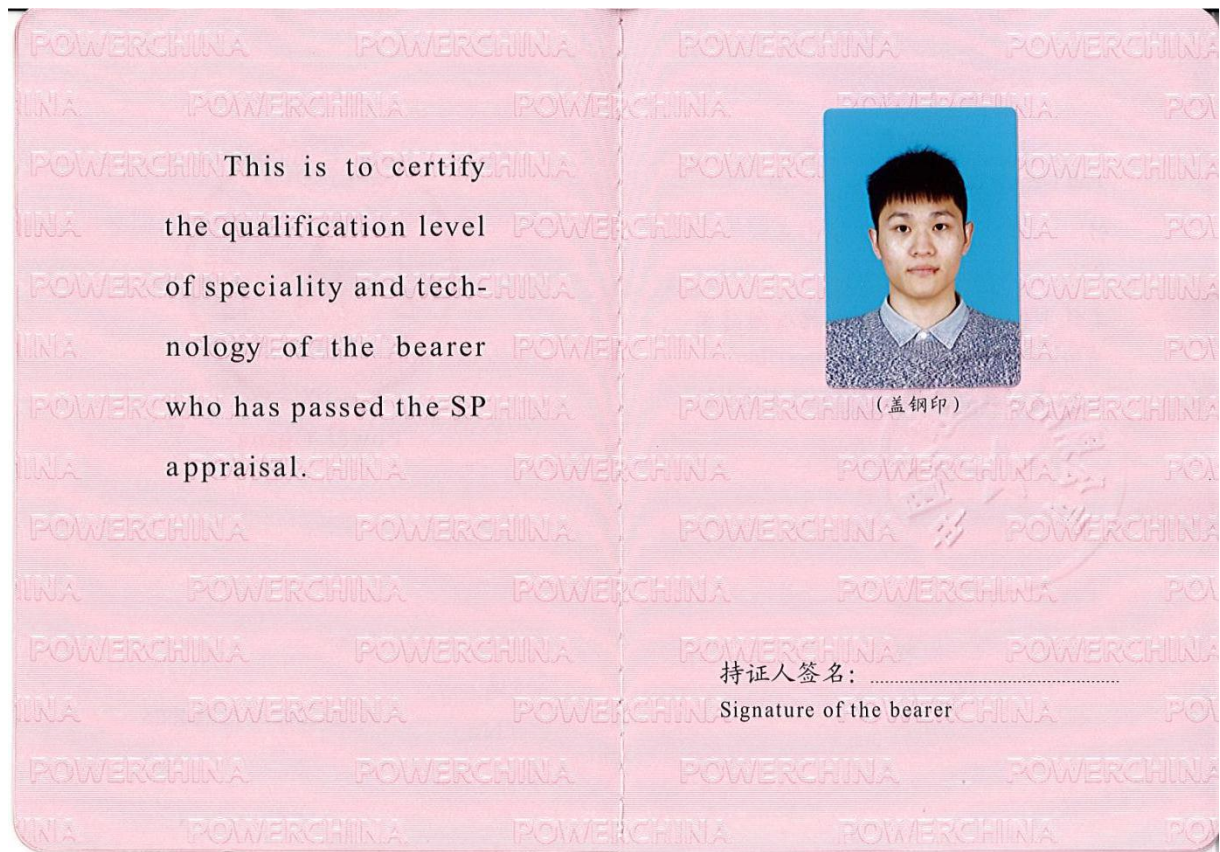 This is to certify
the qualification level
of speciality and tech-
nology of the bearer
who has passed the SP
appraisal.
(盖钢印)
持证人签名:
Signature of the bearer
POWERCHINA